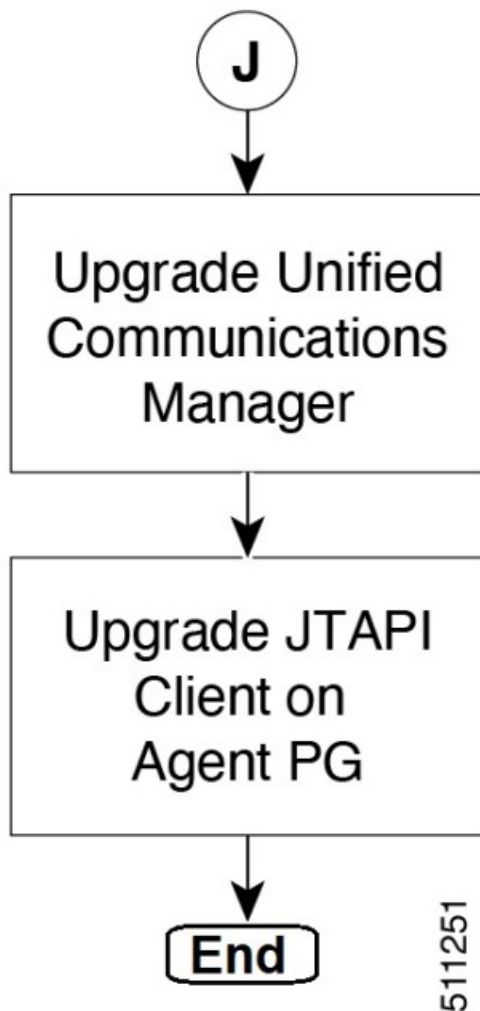 J
Upgrade Unified
Communications
Manager
Upgrade JTAPI
Client on
Agent PG
End
511251